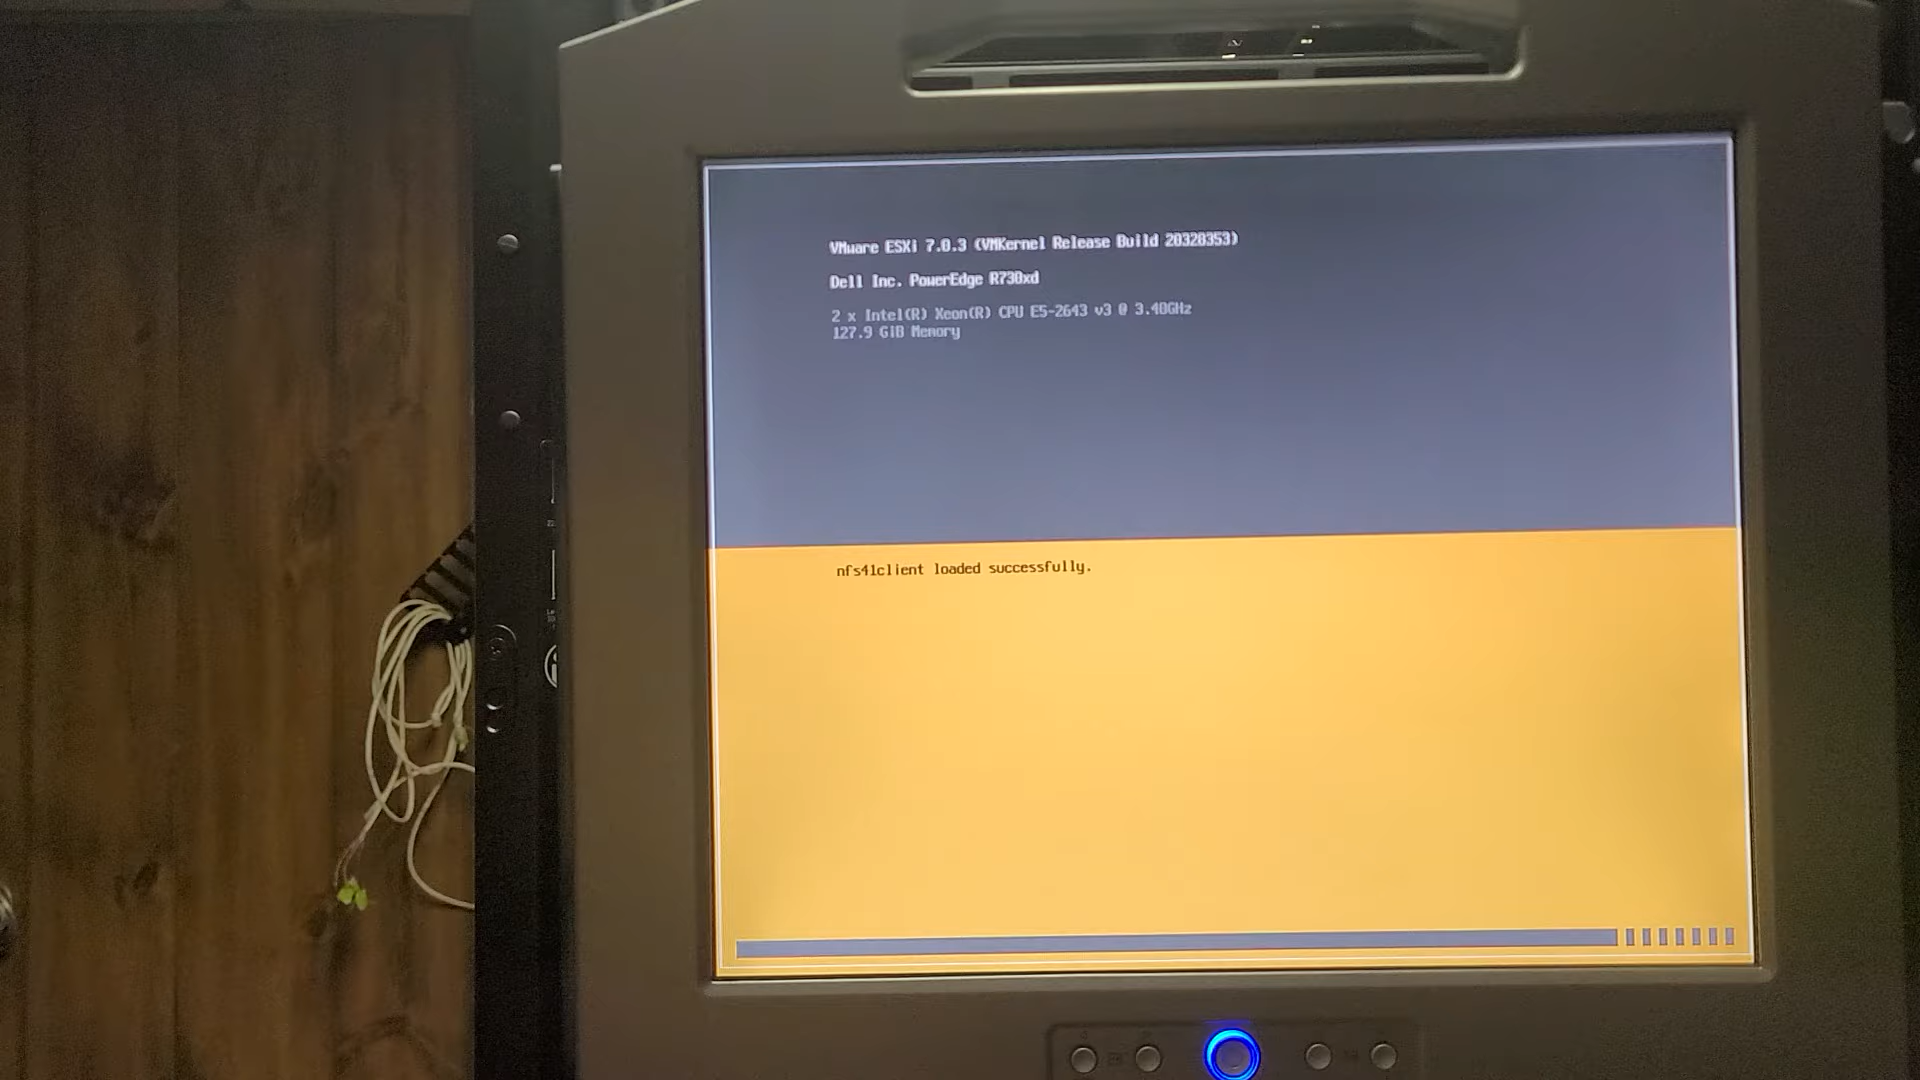 VMware ESXi 7.0.3 (VMKernel Release Build 20328353)
Dell Inc. PowerEdge R730xd
2 x Intel(R) Xeon(R) CPU E5-2643 v3 @ 3.40GHz
127.9 GiB Memory
nfs41client loaded successfully.